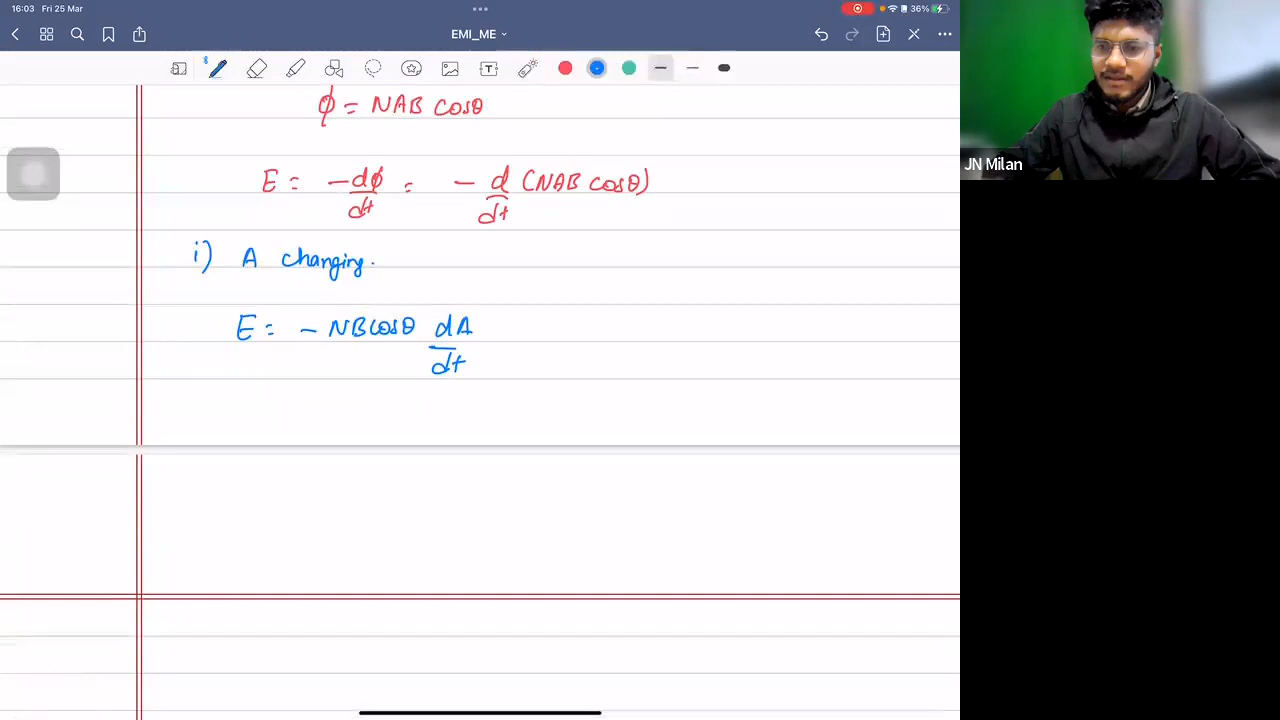 16:03 Fri 25 Mar
36%
EMI_ME
JN Milan
ϕ = NAB cosθ
E = -dϕ/dt = - d/dt (NAB cosθ)
i) A changing.
E = - NBcosθ dA/dt